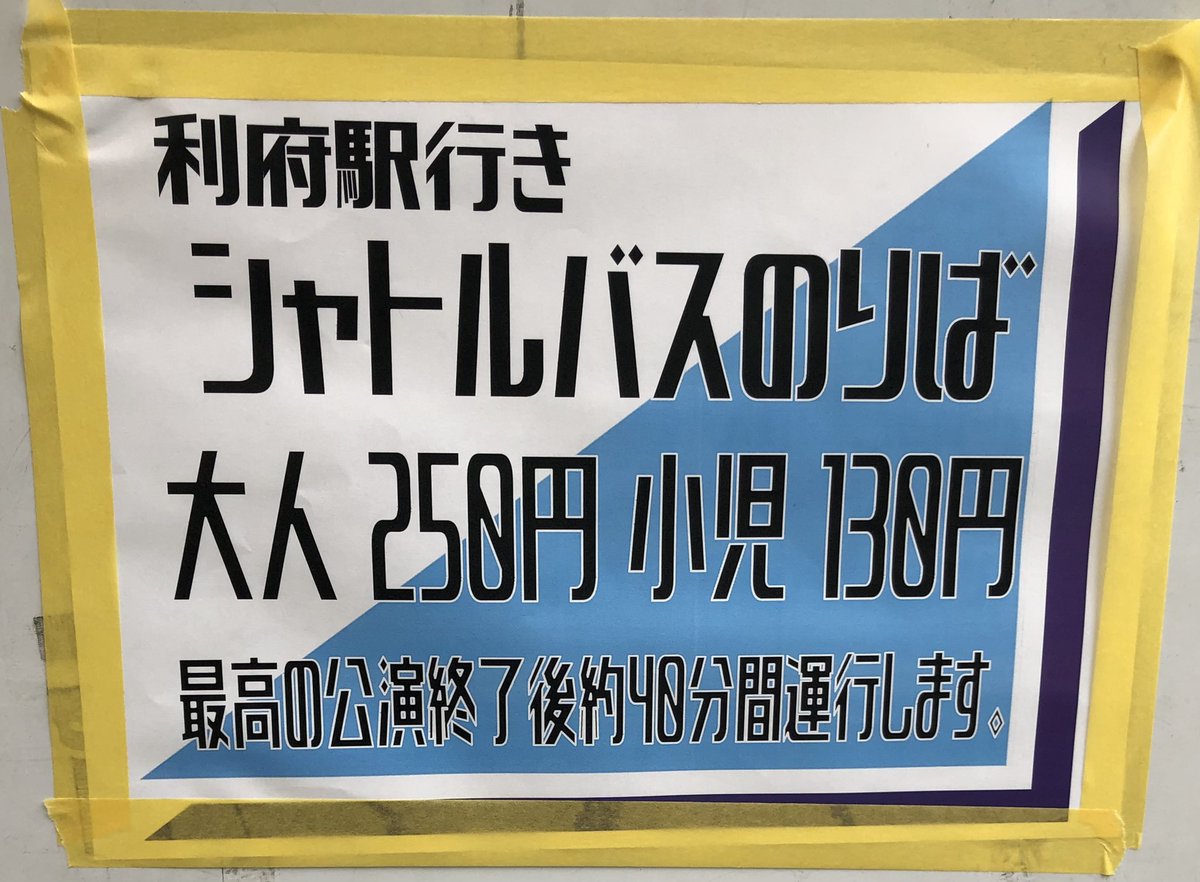 利府駅行き
シャトルバスのりば
大人 250円 小児 130円
最高の公演終了後約40分間運行します。